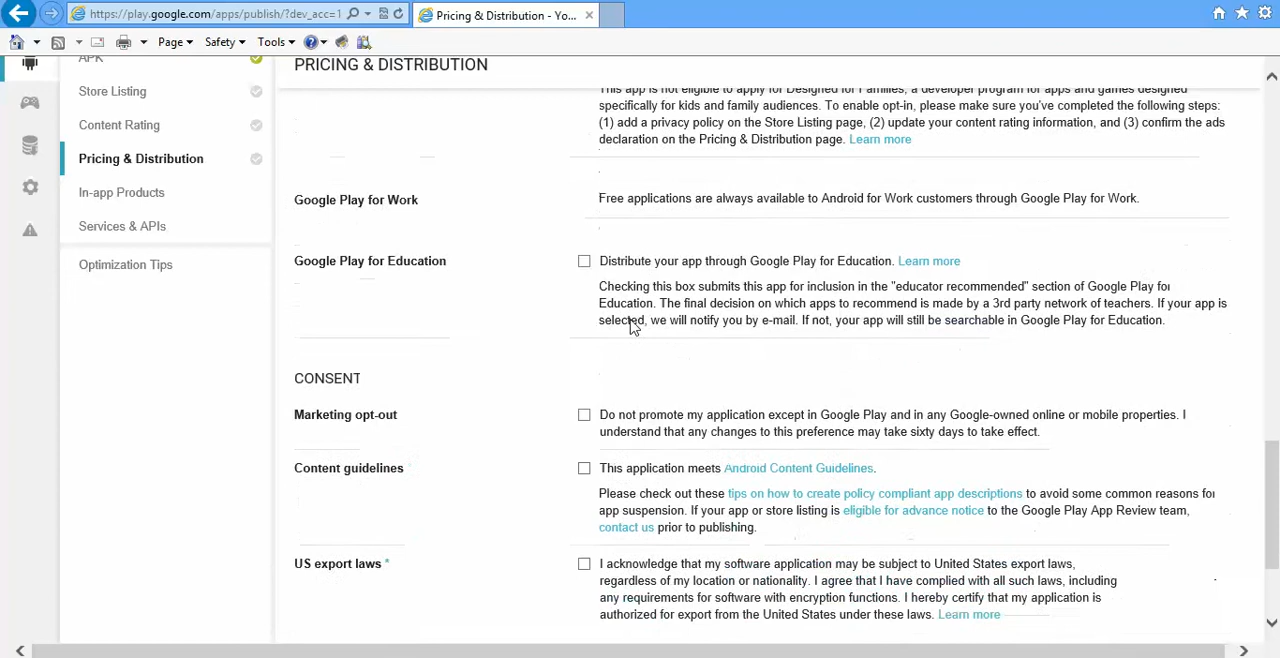 https://play.google.com/apps/publish/?dev_acc=1
Pricing & Distribution - Yo...
Page
Safety
Tools
APK
Store Listing
Content Rating
Pricing & Distribution
In-app Products
Services & APIs
Optimization Tips
PRICING & DISTRIBUTION
This app is not eligible to apply for Designed for Families, a developer program for apps and games designed
specifically for kids and family audiences. To enable opt-in, please make sure you've completed the following steps:
(1) add a privacy policy on the Store Listing page, (2) update your content rating information, and (3) confirm the ads
declaration on the Pricing & Distribution page. Learn more
Google Play for Work
Free applications are always available to Android for Work customers through Google Play for Work.
Google Play for Education
Distribute your app through Google Play for Education. Learn more
Checking this box submits this app for inclusion in the "educator recommended" section of Google Play for
Education. The final decision on which apps to recommend is made by a 3rd party network of teachers. If your app is
selected, we will notify you by e-mail. If not, your app will still be searchable in Google Play for Education.
CONSENT
Marketing opt-out
Do not promote my application except in Google Play and in any Google-owned online or mobile properties. I
understand that any changes to this preference may take sixty days to take effect.
Content guidelines
This application meets Android Content Guidelines.
Please check out these tips on how to create policy compliant app descriptions to avoid some common reasons for
app suspension. If your app or store listing is eligible for advance notice to the Google Play App Review team,
contact us prior to publishing.
US export laws *
I acknowledge that my software application may be subject to United States export laws,
regardless of my location or nationality. I agree that I have complied with all such laws, including
any requirements for software with encryption functions. I hereby certify that my application is
authorized for export from the United States under these laws. Learn more